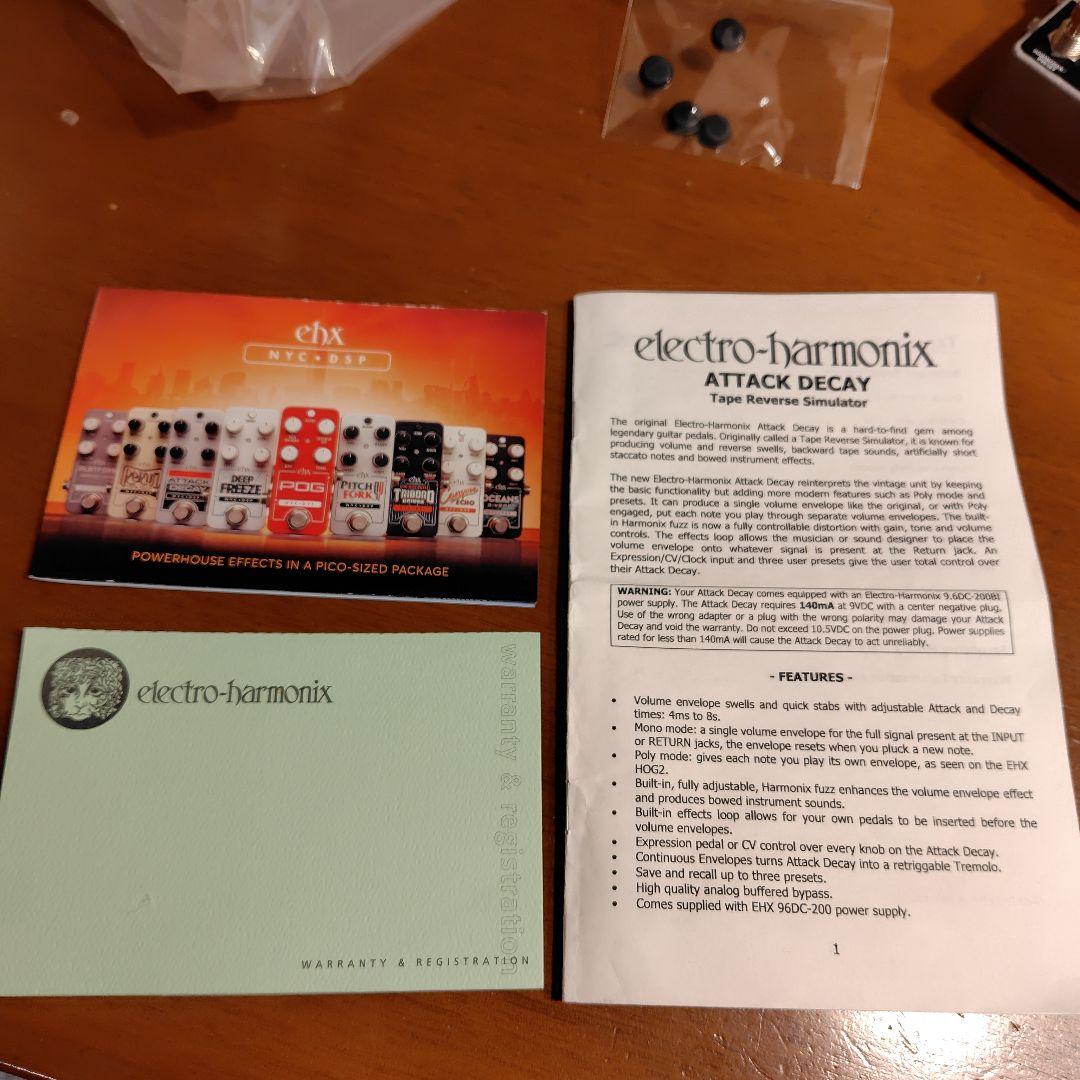 ehx
NYC•DSP
ATTACK
DECAY
DEEP
FREEZE
POG
PITCH
FORK
TRIBORO
ECHO
OCEANS
POWERHOUSE EFFECTS IN A PICO-SIZED PACKAGE
electro-harmonix
warranty & registration
WARRANTY & REGISTRATION
electro-harmonix
ATTACK DECAY
Tape Reverse Simulator
The original Electro-Harmonix Attack Decay is a hard-to-find gem among
legendary guitar pedals. Originally called a Tape Reverse Simulator, it is known for
producing volume and reverse swells, backward tape sounds, artificially short
staccato notes and bowed instrument effects.
The new Electro-Harmonix Attack Decay reinterprets the vintage unit by keeping
the basic functionality but adding more modern features such as Poly mode and
presets. It can produce a single volume envelope like the original, or with Poly
engaged, put each note you play through separate volume envelopes. The built-
in Harmonix fuzz is now a fully controllable distortion with gain, tone and volume
controls. The effects loop allows the musician or sound designer to place the
volume envelope onto whatever signal is present at the Return jack. An
Expression/CV/Clock input and three user presets give the user total control over
their Attack Decay.
WARNING: Your Attack Decay comes equipped with an Electro-Harmonix 9.6DC-200BI
power supply. The Attack Decay requires 140mA at 9VDC with a center negative plug.
Use of the wrong adapter or a plug with the wrong polarity may damage your Attack
Decay and void the warranty. Do not exceed 10.5VDC on the power plug. Power supplies
rated for less than 140mA will cause the Attack Decay to act unreliably.
- FEATURES -
• Volume envelope swells and quick stabs with adjustable Attack and Decay
times: 4ms to 8s.
• Mono mode: a single volume envelope for the full signal present at the INPUT
or RETURN jacks, the envelope resets when you pluck a new note.
• Poly mode: gives each note you play its own envelope, as seen on the EHX
HOG2.
• Built-in, fully adjustable, Harmonix fuzz enhances the volume envelope effect
and produces bowed instrument sounds.
• Built-in effects loop allows for your own pedals to be inserted before the
volume envelopes.
• Expression pedal or CV control over every knob on the Attack Decay.
• Continuous Envelopes turns Attack Decay into a retriggable Tremolo.
• Save and recall up to three presets.
• High quality analog buffered bypass.
• Comes supplied with EHX 96DC-200 power supply.
1